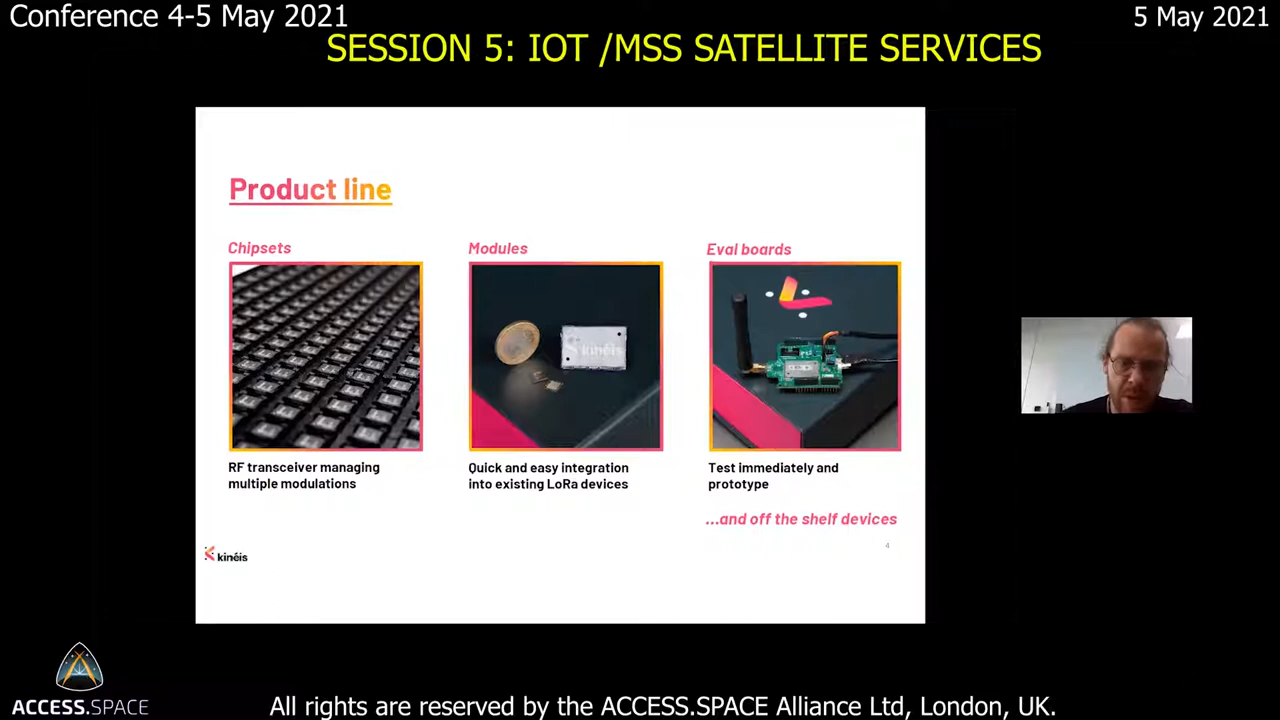 Conference 4-5 May 2021
5 May 2021
SESSION 5: IOT /MSS SATELLITE SERVICES
Product line
Chipsets
Modules
Eval boards
kinéis
RF transceiver managing
multiple modulations
Quick and easy integration
into existing LoRa devices
Test immediately and
prototype
...and off the shelf devices
4
kinéis
ACCESS.SPACE
All rights are reserved by the ACCESS.SPACE Alliance Ltd, London, UK.